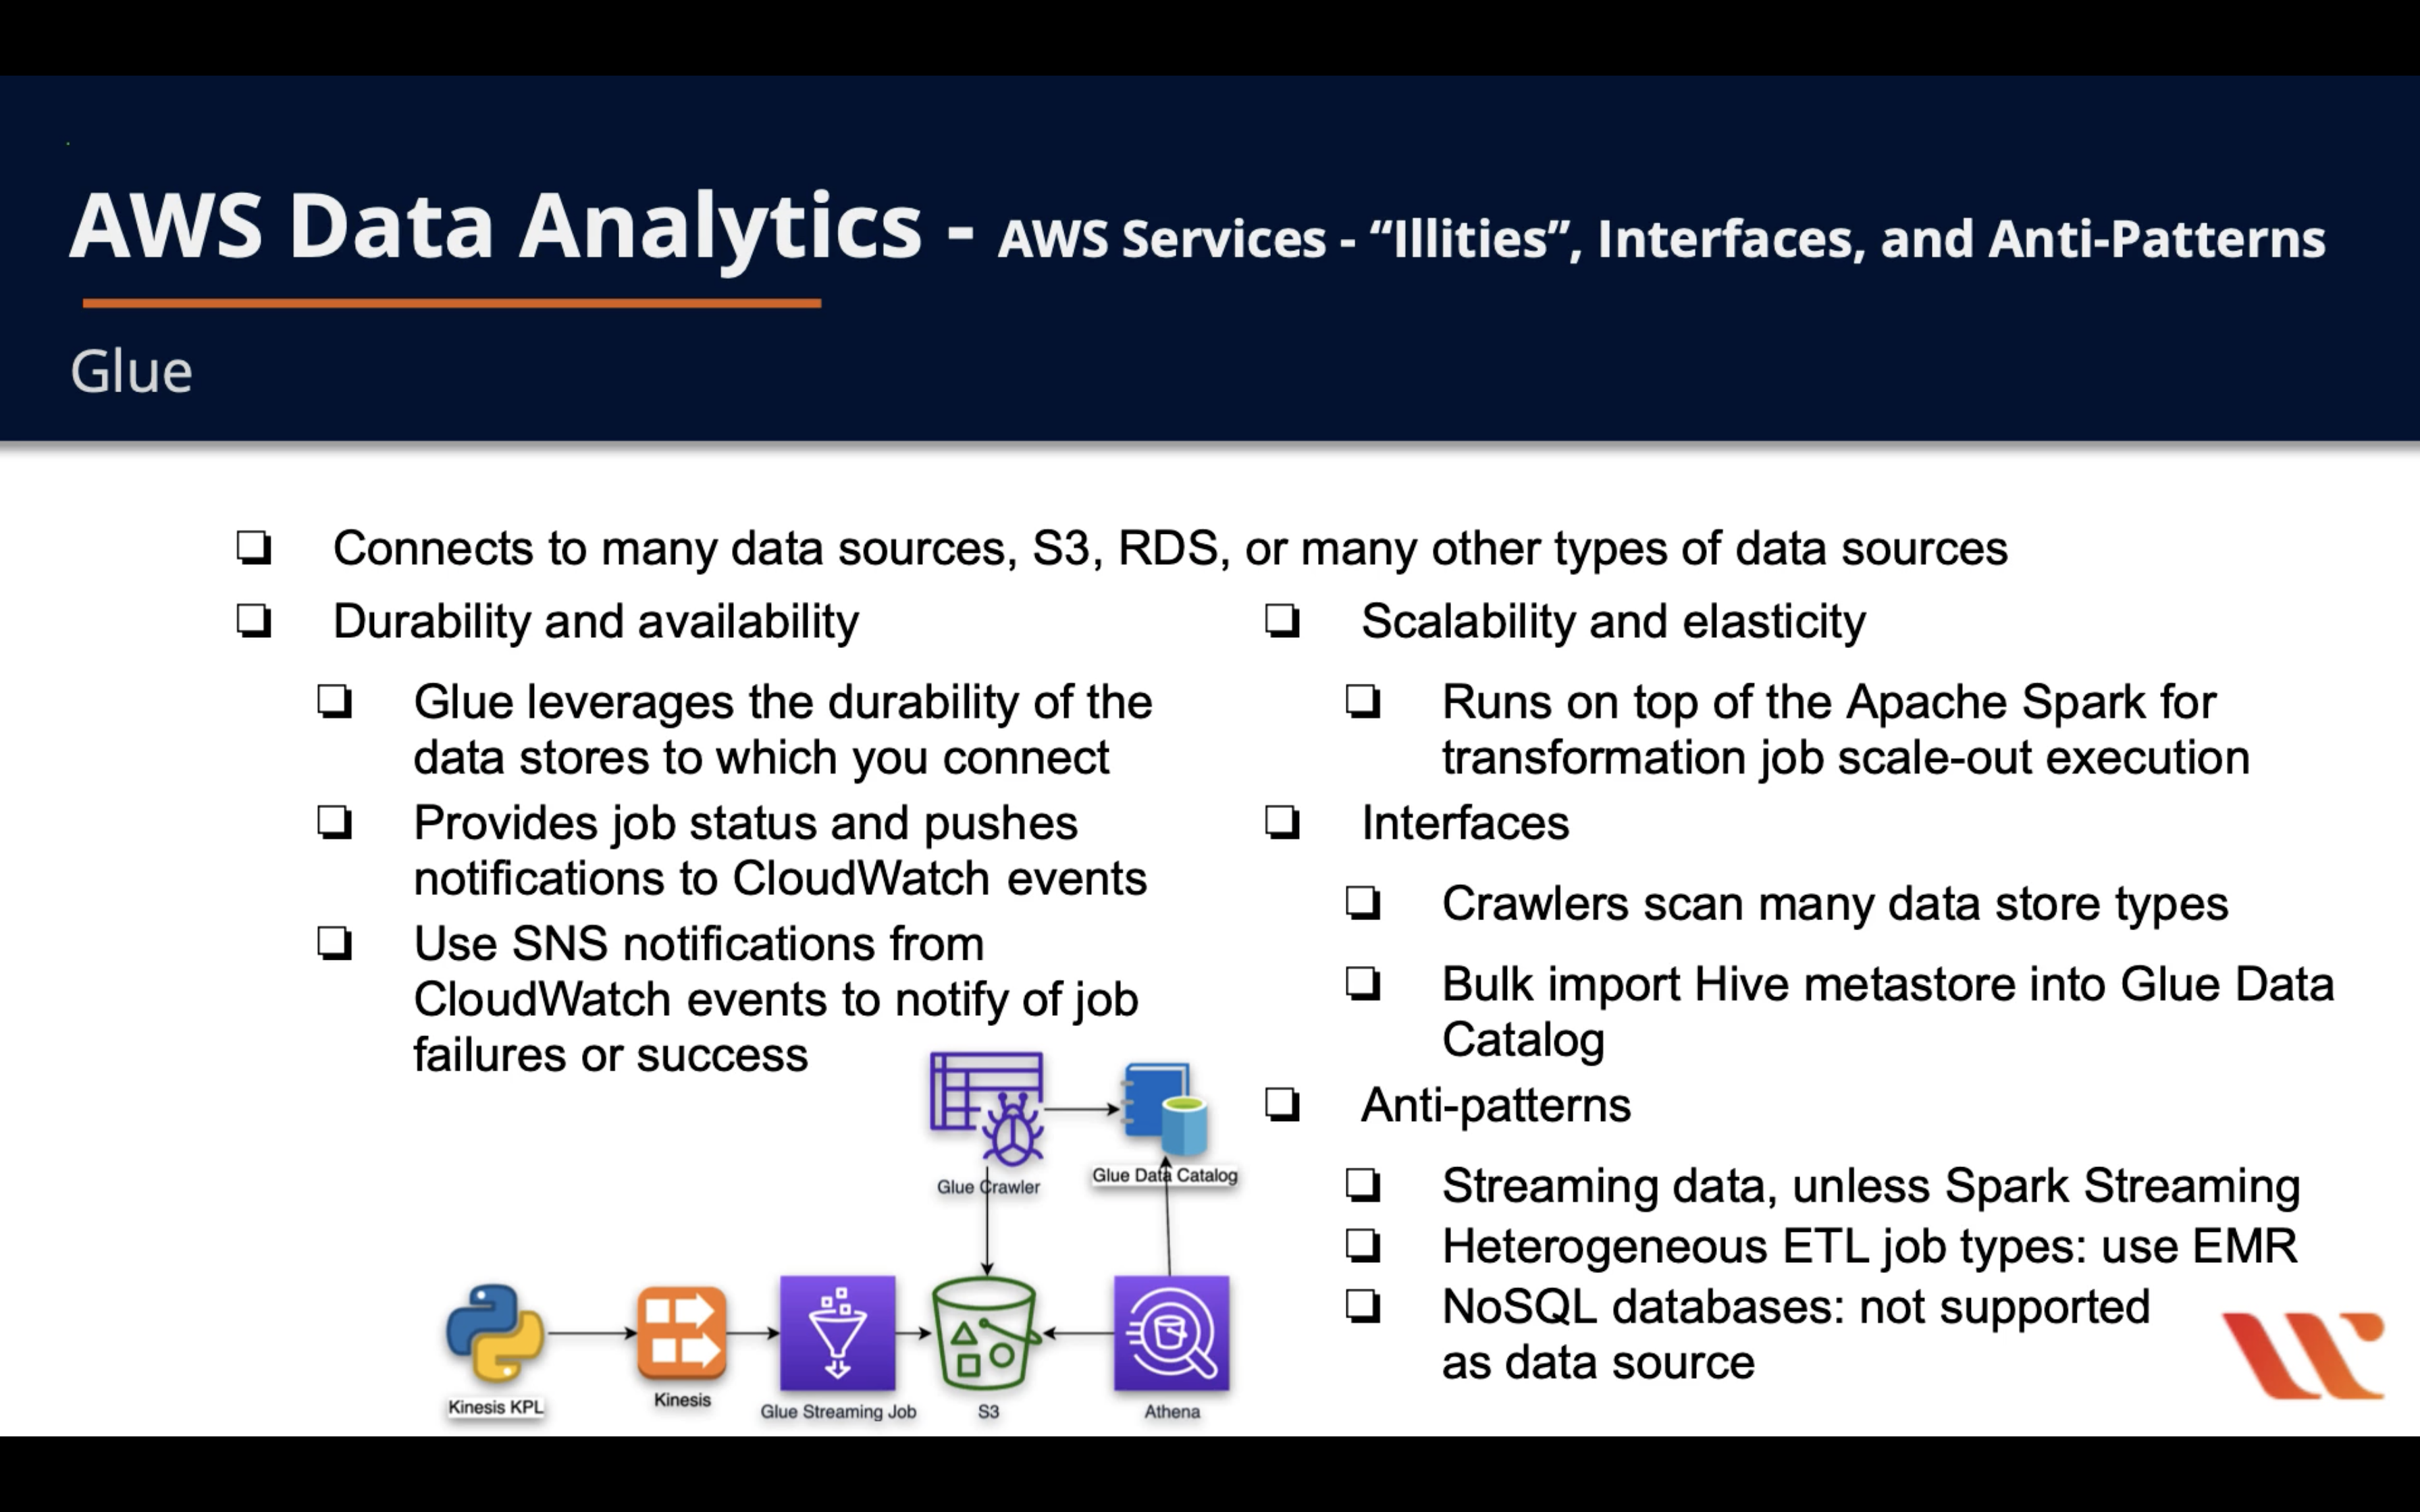 AWS Data Analytics - AWS Services - “Illities”, Interfaces, and Anti-Patterns
Glue
Connects to many data sources, S3, RDS, or many other types of data sources
Durability and availability
Glue leverages the durability of the
data stores to which you connect
Provides job status and pushes
notifications to CloudWatch events
Use SNS notifications from
CloudWatch events to notify of job
failures or success
Scalability and elasticity
Runs on top of the Apache Spark for
transformation job scale-out execution
Interfaces
Crawlers scan many data store types
Bulk import Hive metastore into Glue Data
Catalog
Anti-patterns
Streaming data, unless Spark Streaming
Heterogeneous ETL job types: use EMR
NoSQL databases: not supported
as data source
Glue Crawler
Glue Data Catalog
Kinesis KPL
Kinesis
Glue Streaming Job
S3
Athena